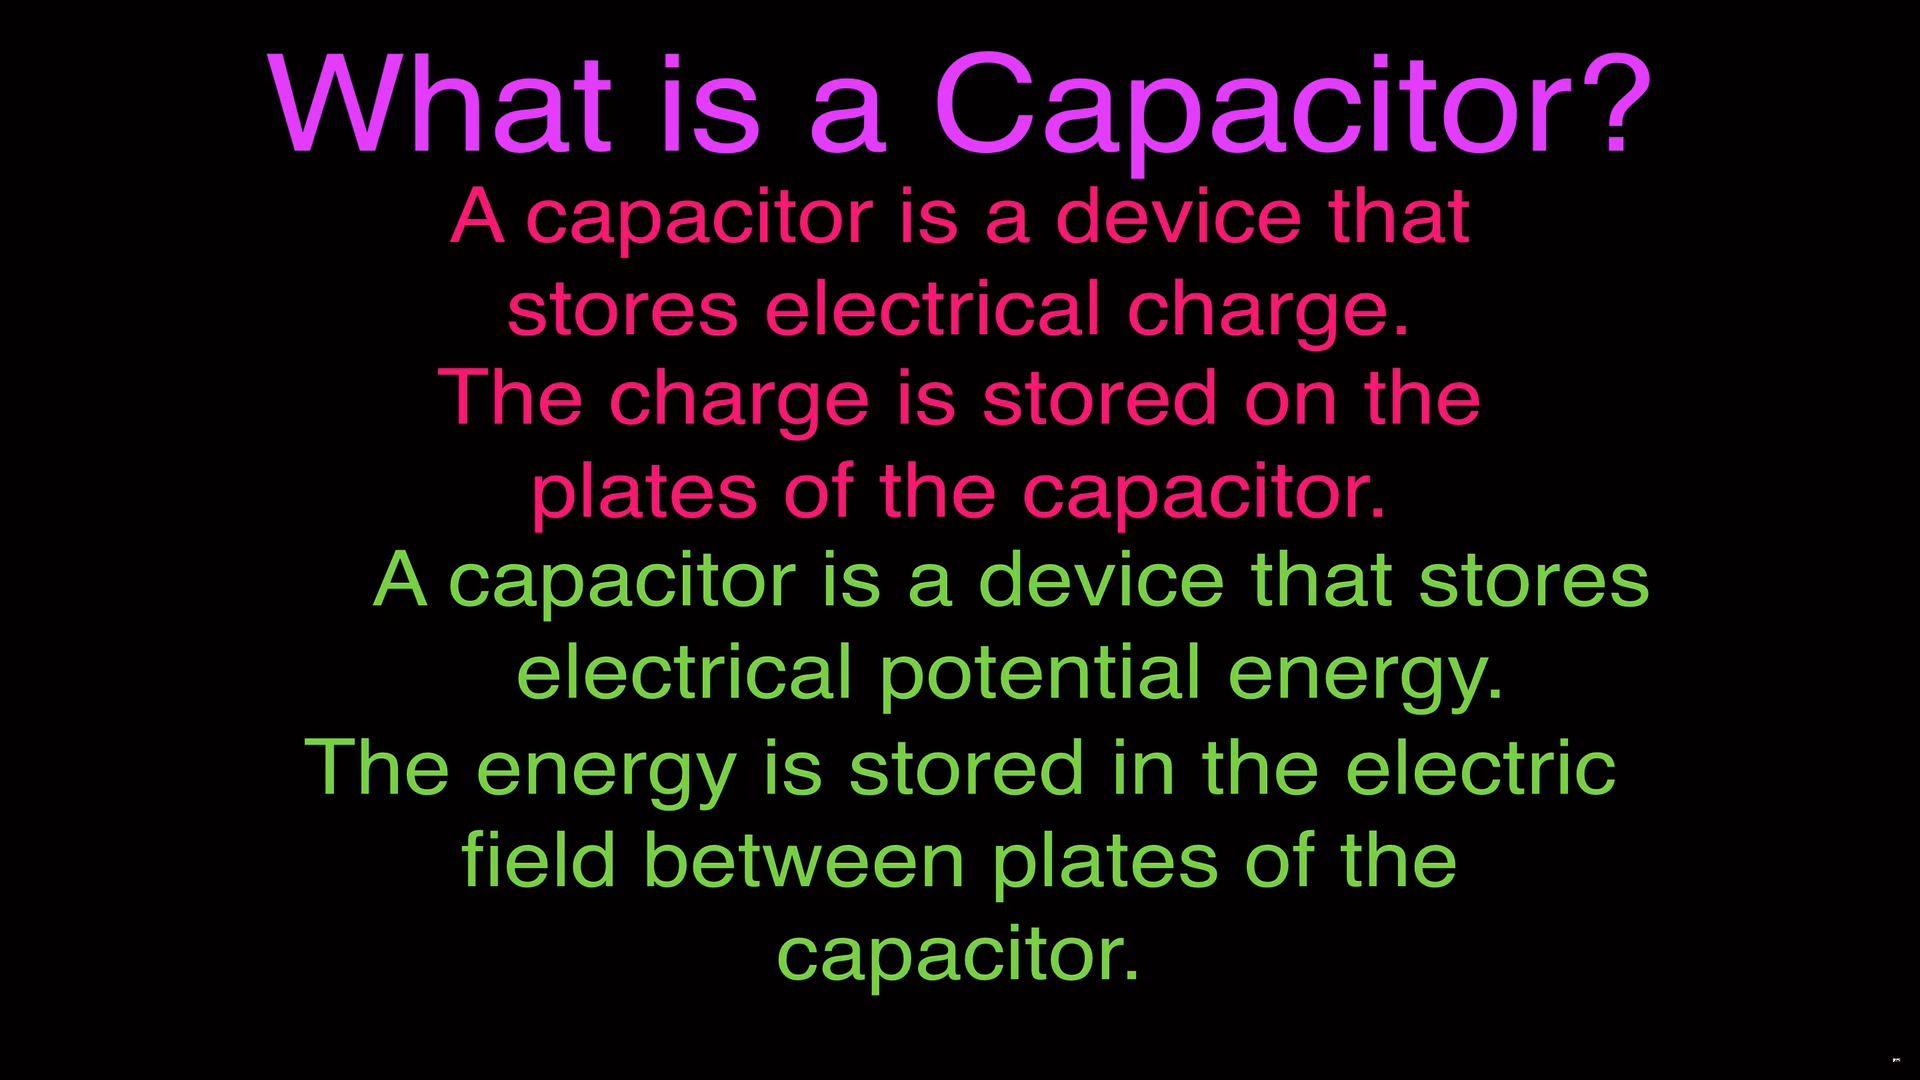 What is a Capacitor?
A capacitor is a device that
stores electrical charge.
The charge is stored on the
plates of the capacitor.
A capacitor is a device that stores
electrical potential energy.
The energy is stored in the electric
field between plates of the
capacitor.